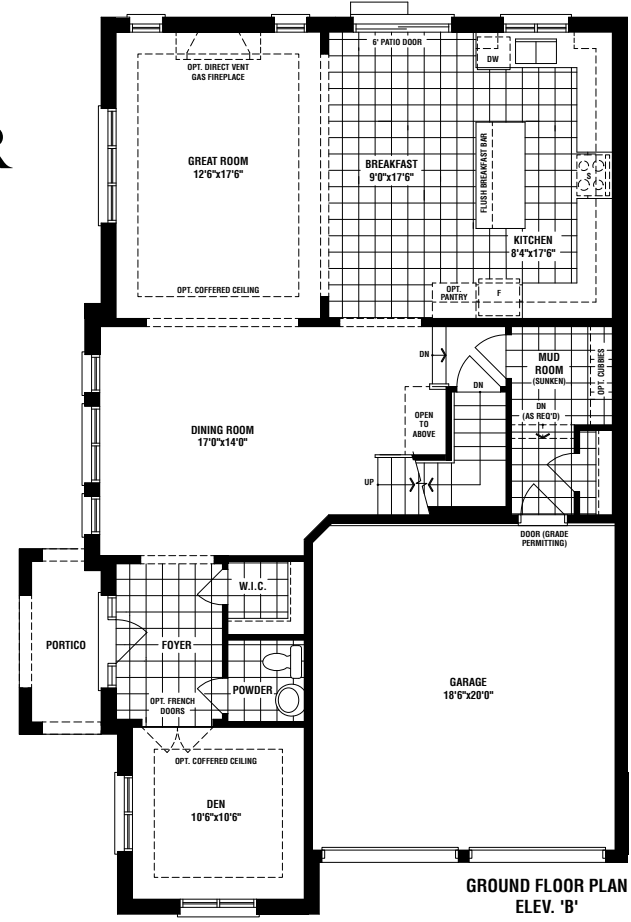 R
6' PATIO DOOR
OPT. DIRECT VENT
GAS FIREPLACE
DW
GREAT ROOM
12'6"x17'6"
BREAKFAST
9'0"x17'6"
FLUSH BREAKFAST BAR
S
KITCHEN
8'4"x17'6"
OPT. COFFERED CEILING
OPT.
PANTRY
F
DN
DN
MUD
ROOM
(SUNKEN)
OPT. CUBBIES
DN
(AS REQ'D)
OPEN
TO
ABOVE
DINING ROOM
17'0"x14'0"
UP
DOOR (GRADE
PERMITTING)
W.I.C.
PORTICO
FOYER
POWDER
OPT. FRENCH
DOORS
GARAGE
18'6"x20'0"
OPT. COFFERED CEILING
DEN
10'6"x10'6"
GROUND FLOOR PLAN
ELEV. 'B'